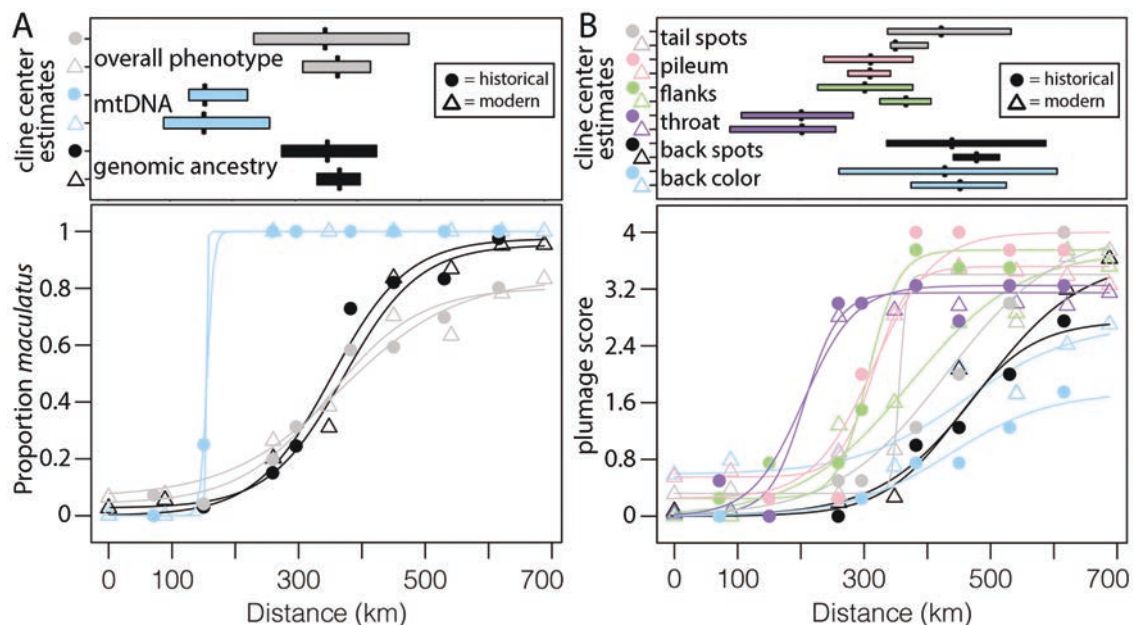 A
cline center
estimates
overall phenotype
mtDNA
genomic ancestry
= historical
= modern
Proportion maculatus
1
0.8
0.6
0.4
0.2
0
0 300 500 700
Distance (km)
B
cline center
estimates
tail spots
pileum
flanks
throat
back spots
back color
= historical
= modern
plumage score
4
3.2
2.4
1.6
0.8
0
0 100 300 500 700
Distance (km)